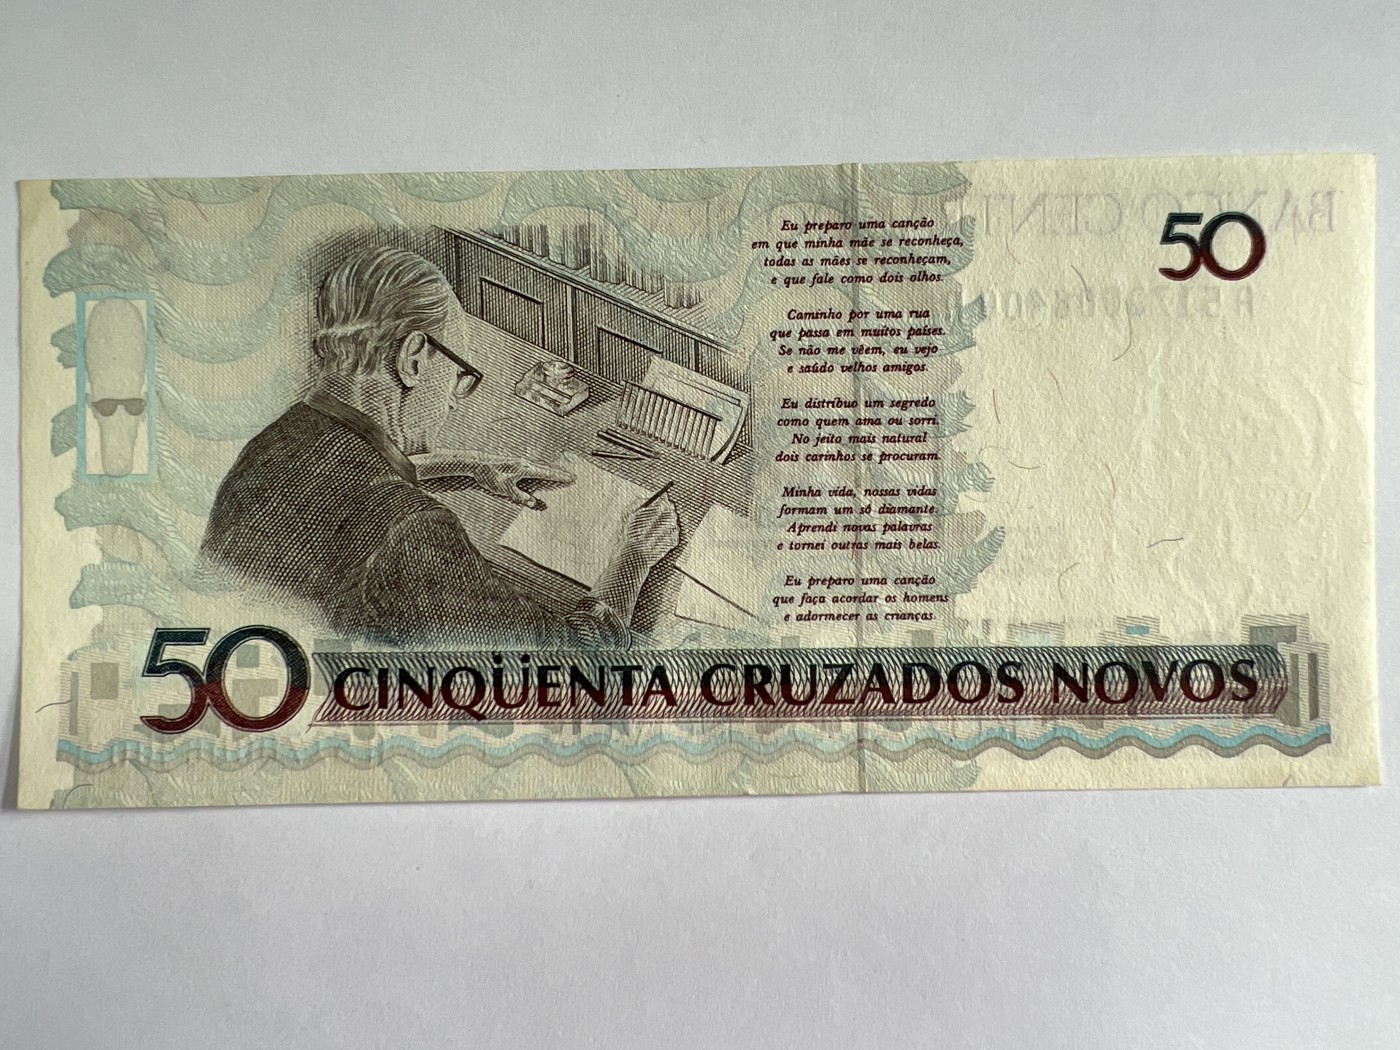 Eu preparo uma canção
em que minha mãe se reconheça,
todas as mães se reconheçam,
e que fale como dois olhos.
Caminho por uma rua
que passa em muitos países.
Se não me vêem, eu vejo
e saúdo velhos amigos.
Eu distribuo um segredo
como quem ama ou sorri.
No jeito mais natural
dois carinhos se procuram.
Minha vida, nossas vidas
formam um só diamante.
Aprendi novas palavras
e tornei outras mais belas.
Eu preparo uma canção
que faça acordar os homens
e adormecer as crianças.
50
50 CINQÜENTA CRUZADOS NOVOS
BANCO CENT